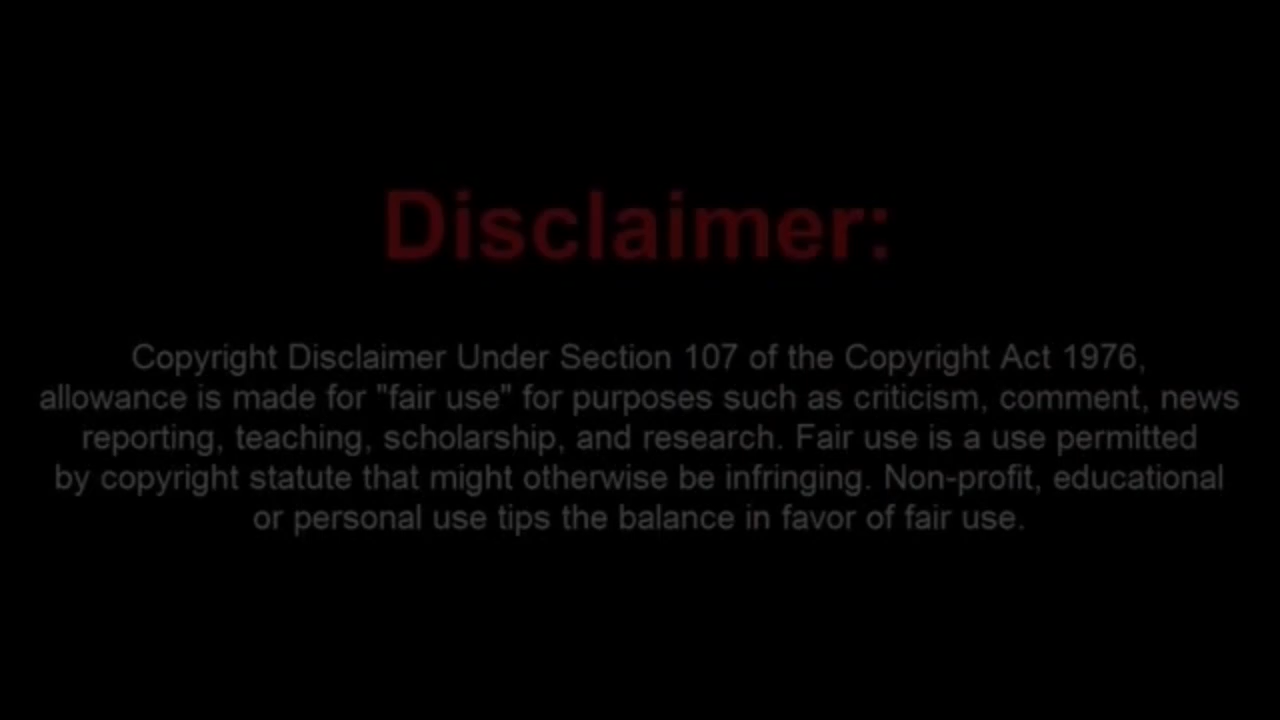 Disclaimer:
Copyright Disclaimer Under Section 107 of the Copyright Act 1976,
allowance is made for "fair use" for purposes such as criticism, comment, news
reporting, teaching, scholarship, and research. Fair use is a use permitted
by copyright statute that might otherwise be infringing. Non-profit, educational
or personal use tips the balance in favor of fair use.